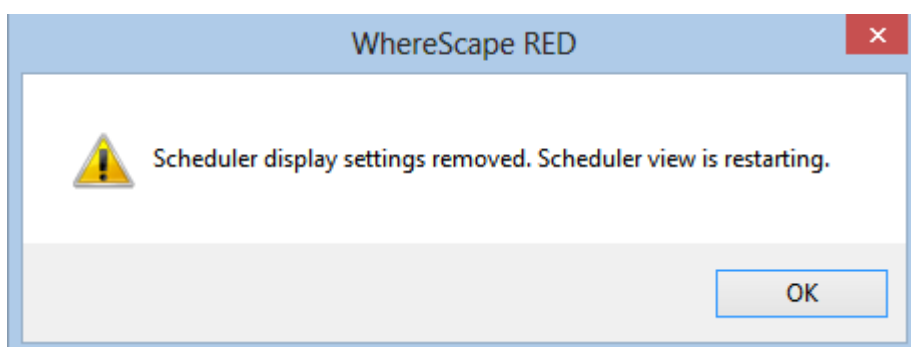 WhereScape RED
Scheduler display settings removed. Scheduler view is restarting.
OK